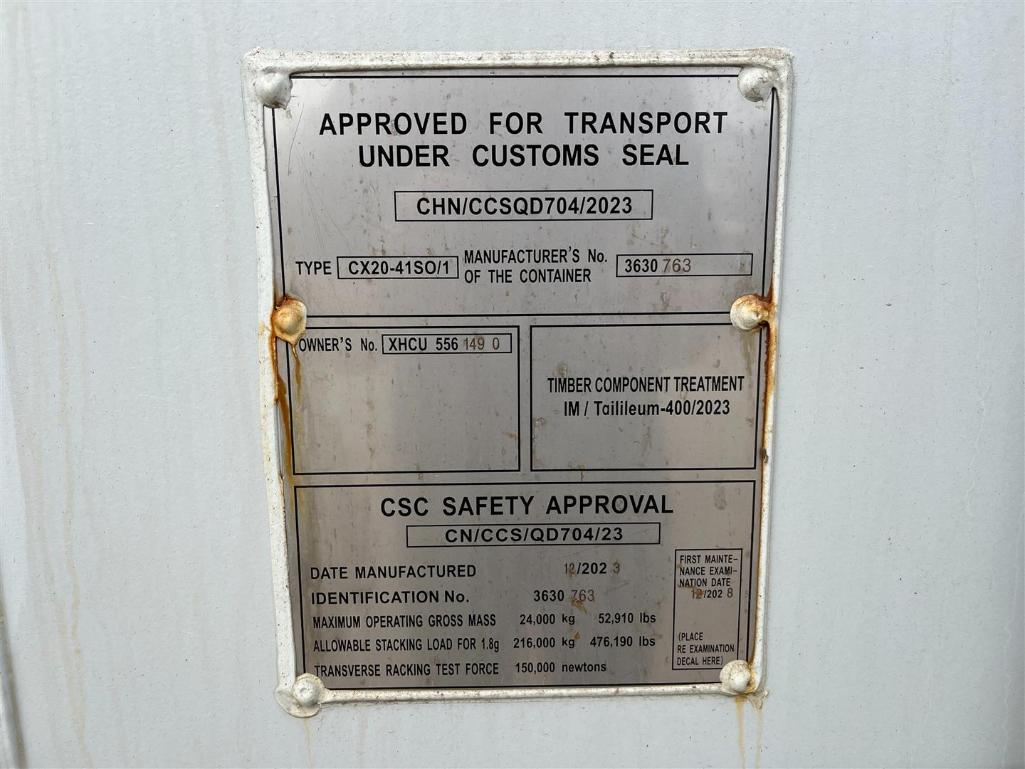 APPROVED FOR TRANSPORT
UNDER CUSTOMS SEAL
CHN/CCSQD704/2023
TYPE CX20-41SO/1 MANUFACTURER'S No. OF THE CONTAINER 3630 763
OWNER'S No. XHCU 556 149 0
TIMBER COMPONENT TREATMENT
IM / Tailileum-400/2023
CSC SAFETY APPROVAL
CN/CCS/QD704/23
DATE MANUFACTURED 12/202 3
IDENTIFICATION No. 3630 763
MAXIMUM OPERATING GROSS MASS 24,000 kg 52,910 lbs
ALLOWABLE STACKING LOAD FOR 1.8g 216,000 kg 476,190 lbs
TRANSVERSE RACKING TEST FORCE 150,000 newtons
FIRST MAINTE-
NANCE EXAMI-
NATION DATE
12/202 8
(PLACE
RE EXAMINATION
DECAL HERE)